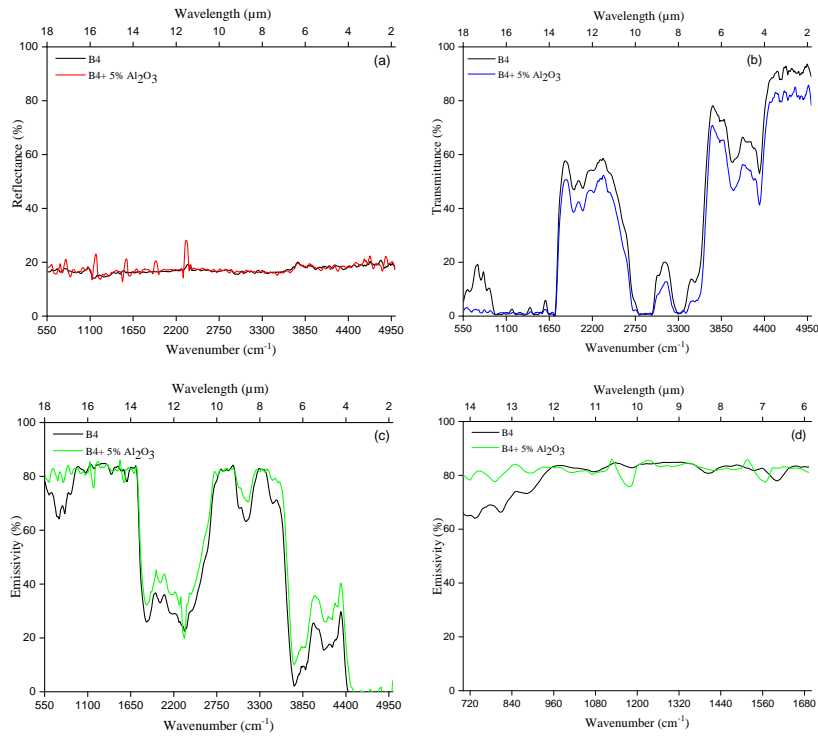 Wavelength (µm)
18 16 14 12 10 8 6 4 2
100
80
60
40
20
0
Reflectance (%)
B4
B4+ 5% Al2O3
(a)
550 1100 1650 2200 2750 3300 3850 4400 4950
Wavenumber (cm-1)
Wavelength (µm)
18 16 14 12 10 8 6 4 2
100
80
60
40
20
0
Transmittance (%)
B4
B4+ 5% Al2O3
(b)
550 1100 1650 2200 2750 3300 3850 4400 4950
Wavenumber (cm-1)
Wavelength (µm)
18 16 14 12 10 8 6 4 2
100
80
60
40
20
0
Emissivity (%)
B4
B4+ 5% Al2O3
(c)
550 1100 1650 2200 2750 3300 3850 4400 4950
Wavenumber (cm-1)
Wavelength (µm)
14 13 12 11 10 9 8 7 6
100
80
60
40
20
0
Emissivity (%)
B4
B4+ 5% Al2O3
(d)
720 840 960 1080 1200 1320 1440 1560 1680
Wavenumber (cm-1)